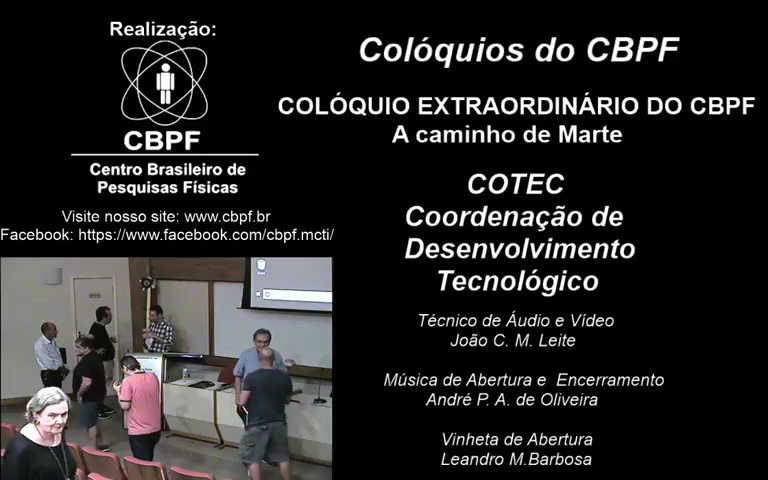 Realização:
CBPF
Centro Brasileiro de
Pesquisas Físicas
Visite nosso site: www.cbpf.br
Facebook: https://www.facebook.com/cbpf.mcti/
Colóquios do CBPF
COLÓQUIO EXTRAORDINÁRIO DO CBPF
A caminho de Marte
COTEC
Coordenação de
Desenvolvimento
Tecnológico
Técnico de Áudio e Vídeo
João C. M. Leite
Música de Abertura e Encerramento
André P. A. de Oliveira
Vinheta de Abertura
Leandro M.Barbosa